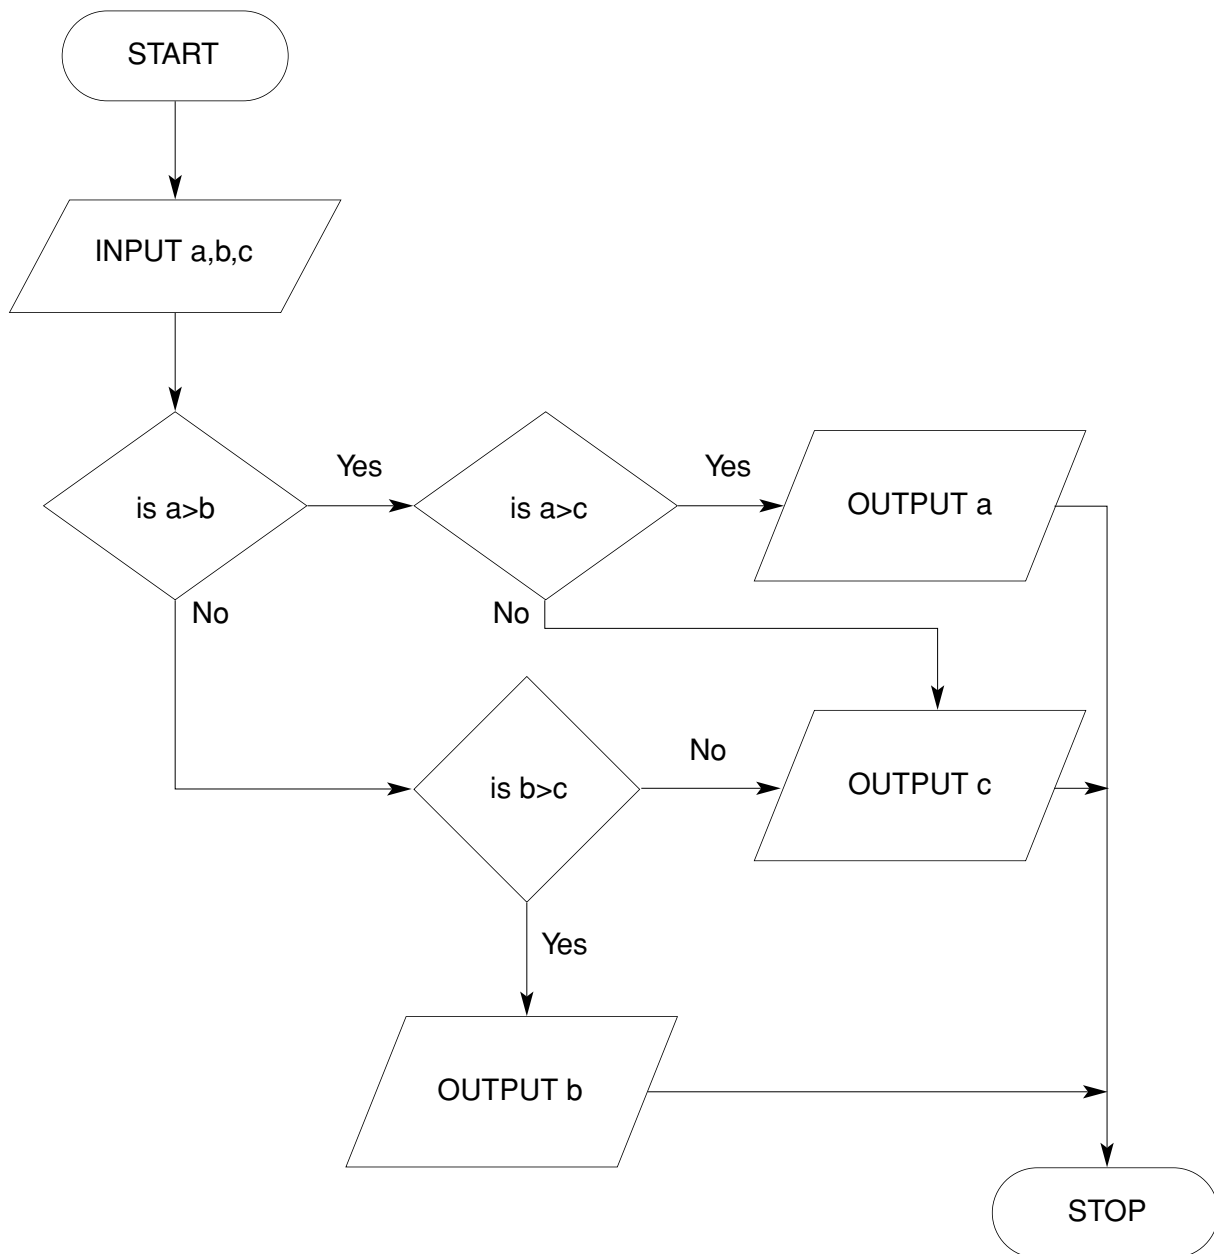 START
INPUT a,b,c
Yes
Yes
is a>b
is a>c
OUTPUT a
No
No
No
is b>c
OUTPUT c
Yes
OUTPUT b
STOP